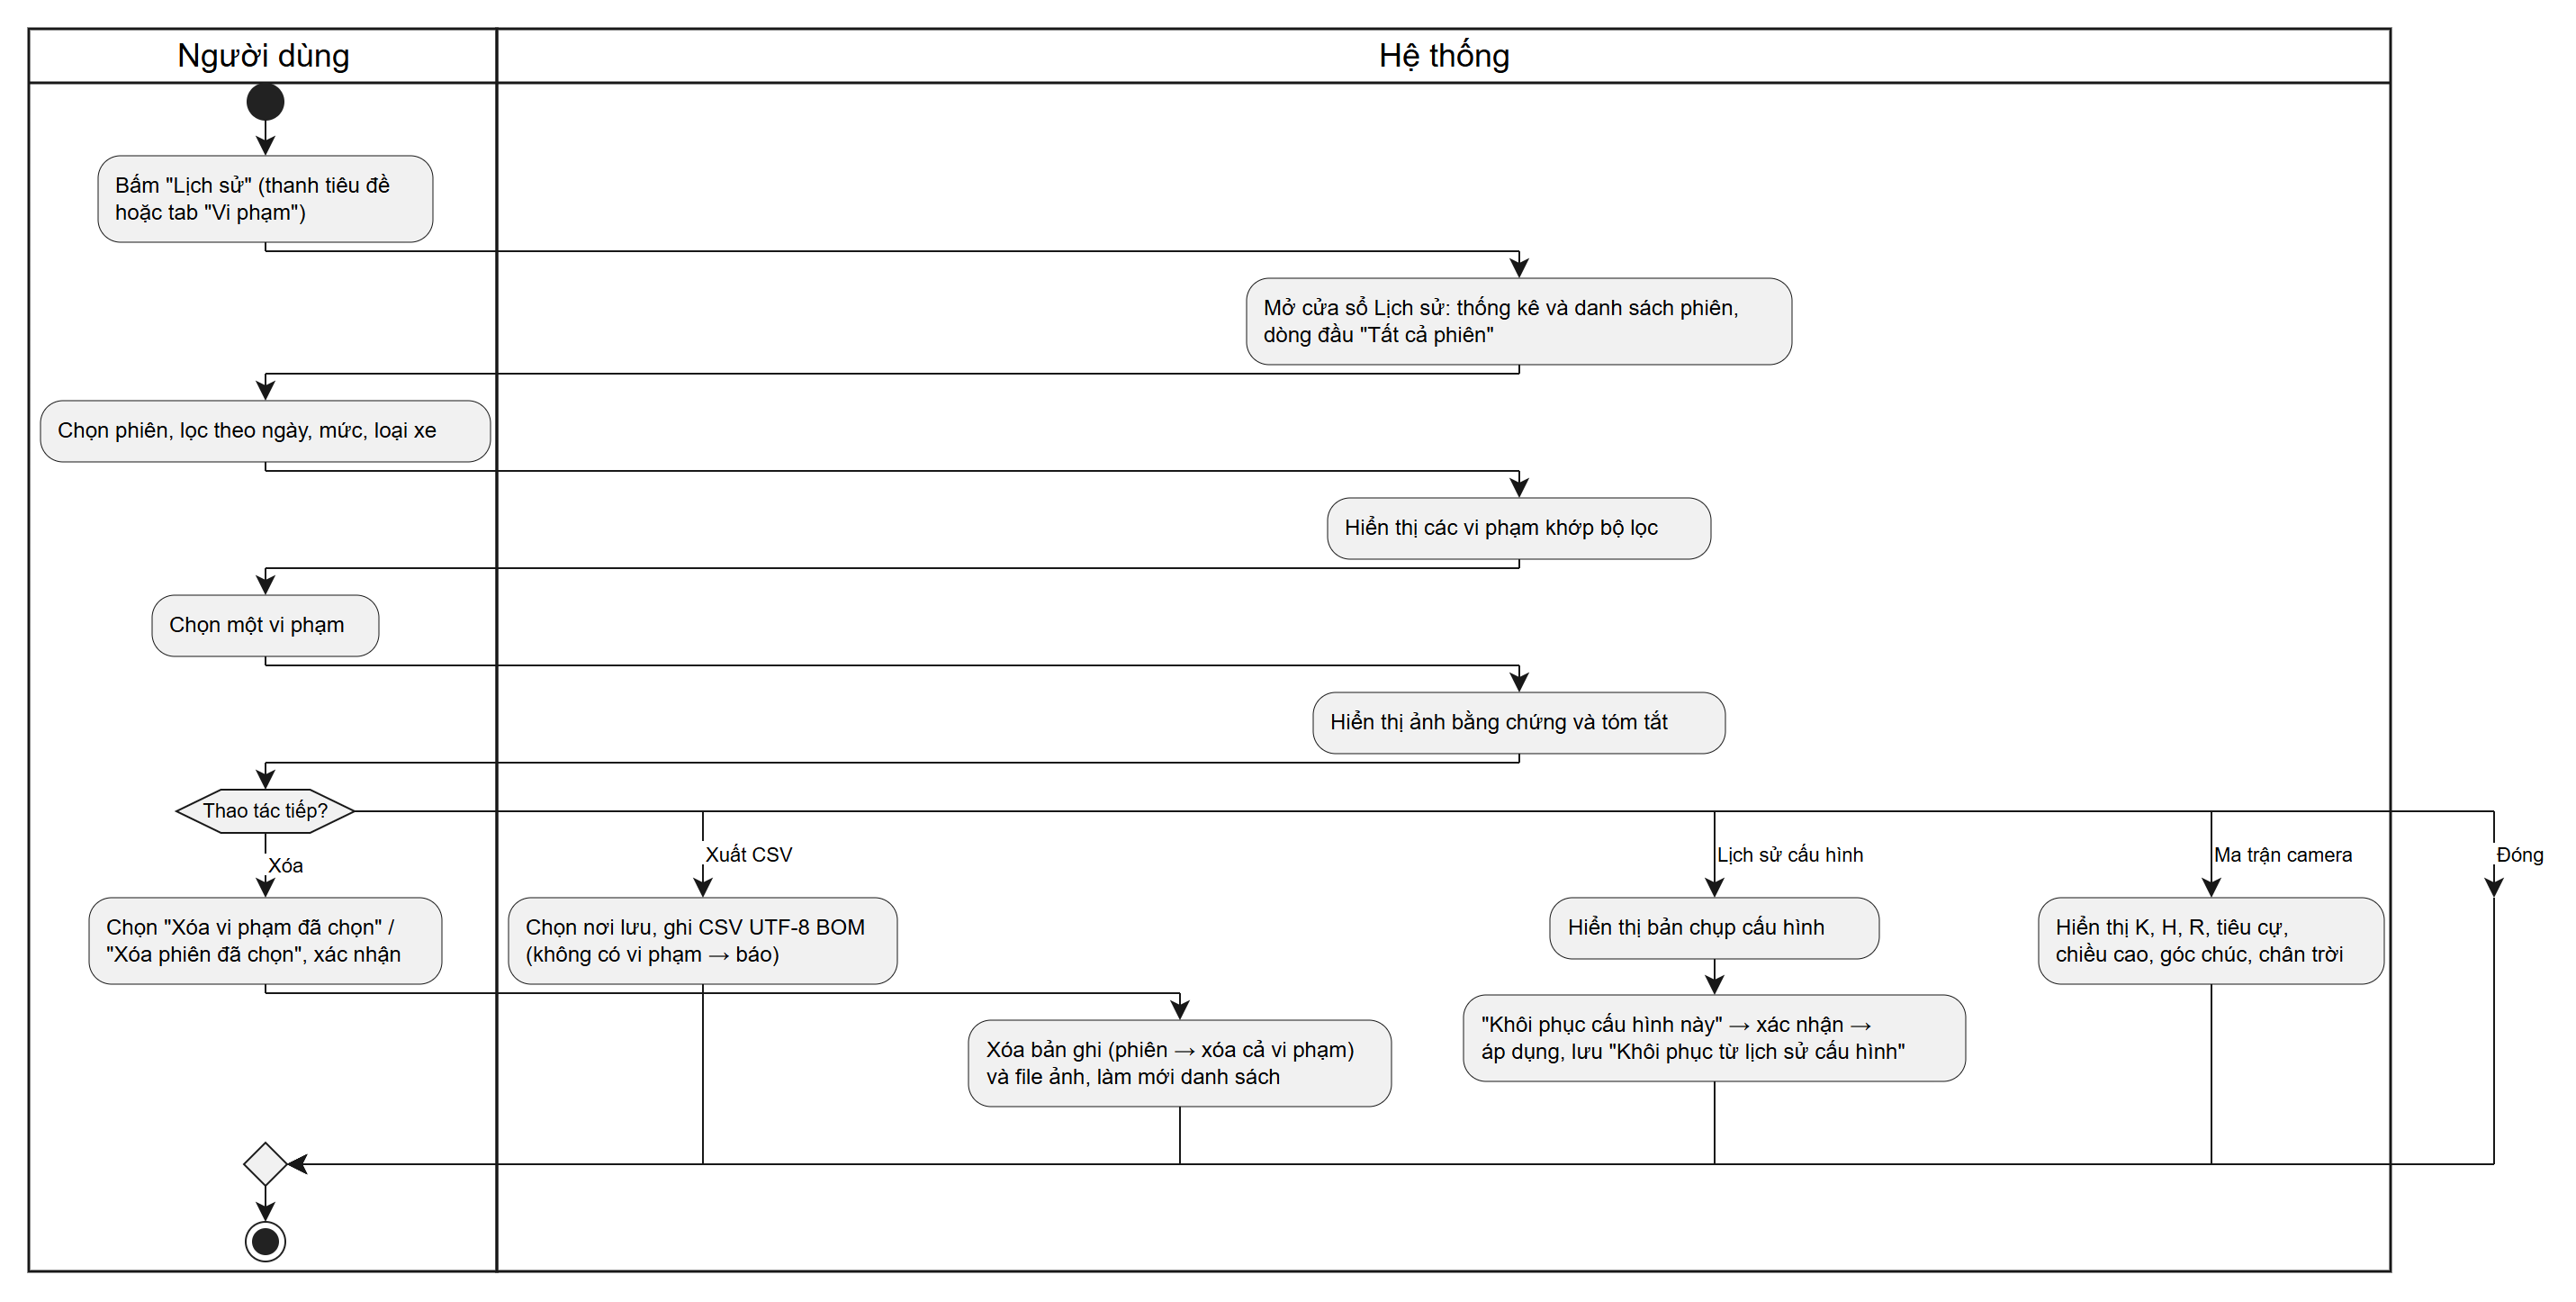 Người dùng
Hệ thống
Bấm "Lịch sử" (thanh tiêu đề
hoặc tab "Vi phạm")
Mở cửa sổ Lịch sử: thống kê và danh sách phiên,
dòng đầu "Tất cả phiên"
Chọn phiên, lọc theo ngày, mức, loại xe
Hiển thị các vi phạm khớp bộ lọc
Chọn một vi phạm
Hiển thị ảnh bằng chứng và tóm tắt
Thao tác tiếp?
Xóa
Xuất CSV
Lịch sử cấu hình
Ma trận camera
Đóng
Chọn "Xóa vi phạm đã chọn" /
"Xóa phiên đã chọn", xác nhận
Chọn nơi lưu, ghi CSV UTF-8 BOM
(không có vi phạm → báo)
Hiển thị bản chụp cấu hình
Hiển thị K, H, R, tiêu cự,
chiều cao, góc chúc, chân trời
Xóa bản ghi (phiên → xóa cả vi phạm)
và file ảnh, làm mới danh sách
"Khôi phục cấu hình này" → xác nhận →
áp dụng, lưu "Khôi phục từ lịch sử cấu hình"